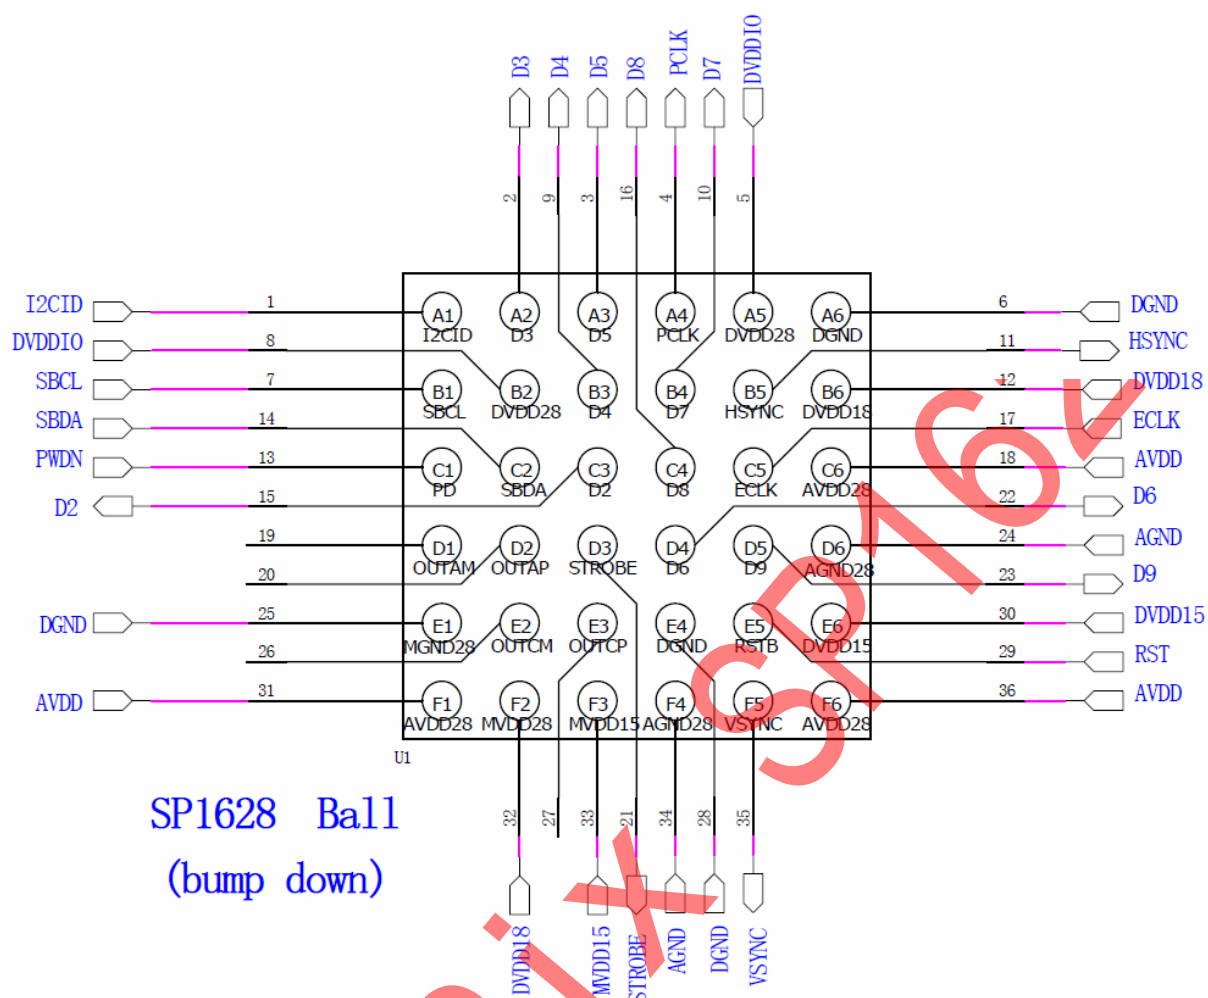 D3
D4
D5
D8
PCLK
D7
DVDDIO
2
9
3
16
4
10
5
I2CID 1 6 DGND
A1 A2 A3 A4 A5 A6
I2CID D3 D5 PCLK DVDD28 DGND
DVDDIO 8 11 HSYNC
SBCL 7 12 DVDD18
B1 B2 B3 B4 B5 B6
SBCL DVDD28 D4 D7 HSYNC DVDD18
SBDA 14 17 ECLK
PWDN 13 18 AVDD
C1 C2 C3 C4 C5 C6
PD SBDA D2 D8 ECLK AVDD28
D2 15 22 D6
19 24 AGND
D1 D2 D3 D4 D5 D6
OUTAM OUTAP STROBE D6 D9 AGND28
20 23 D9
DGND 25 30 DVDD15
E1 E2 E3 E4 E5 E6
MGND28 OUTCM OUTCP DGND RSTB DVDD15
26 29 RST
AVDD 31 36 AVDD
F1 F2 F3 F4 F5 F6
AVDD28 MVDD28 MVDD15 AGND28 VSYNC AVDD28
U1
32
27
33
21
34
28
35
SP1628 Ball
(bump down)
DVDD18
MVDD15
STROBE
AGND
DGND
VSYNC